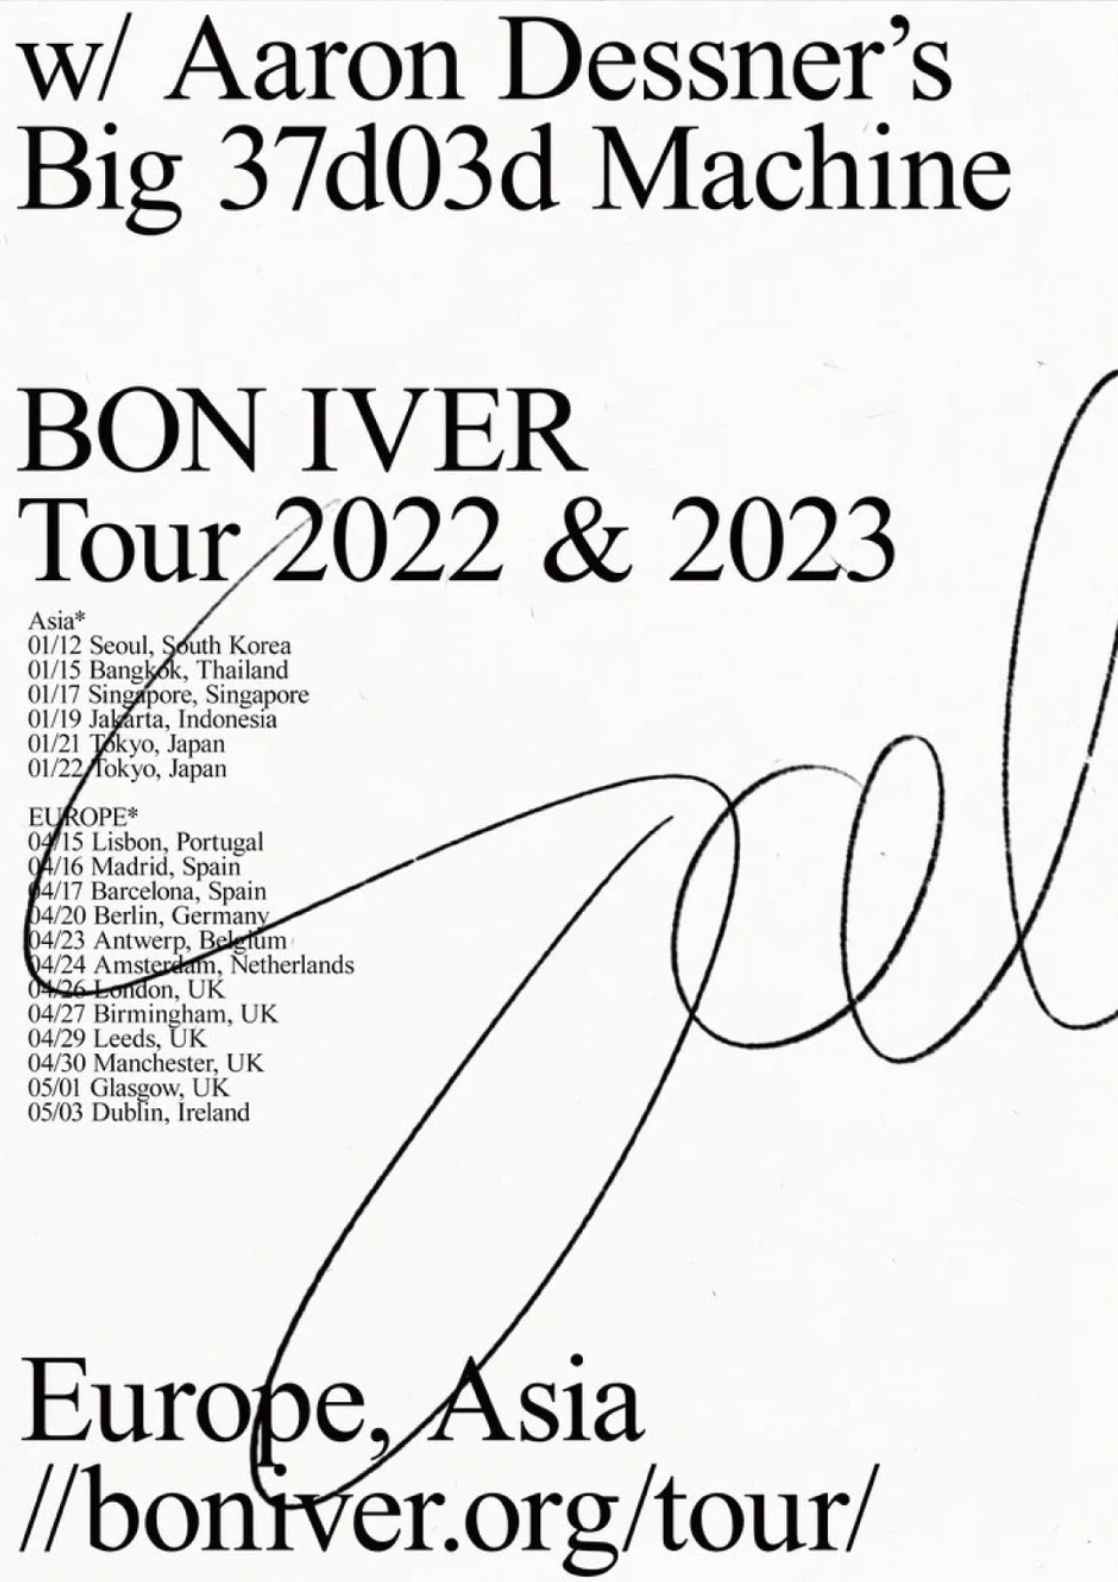 w/ Aaron Dessner’s
Big 37d03d Machine
BON IVER
Tour 2022 & 2023
Asia*
01/12 Seoul, South Korea
01/15 Bangkok, Thailand
01/17 Singapore, Singapore
01/19 Jakarta, Indonesia
01/21 Tokyo, Japan
01/22 Tokyo, Japan
EUROPE*
04/15 Lisbon, Portugal
04/16 Madrid, Spain
04/17 Barcelona, Spain
04/20 Berlin, Germany
04/23 Antwerp, Belgium
04/24 Amsterdam, Netherlands
04/26 London, UK
04/27 Birmingham, UK
04/29 Leeds, UK
04/30 Manchester, UK
05/01 Glasgow, UK
05/03 Dublin, Ireland
Europe, Asia
//boniver.org/tour/